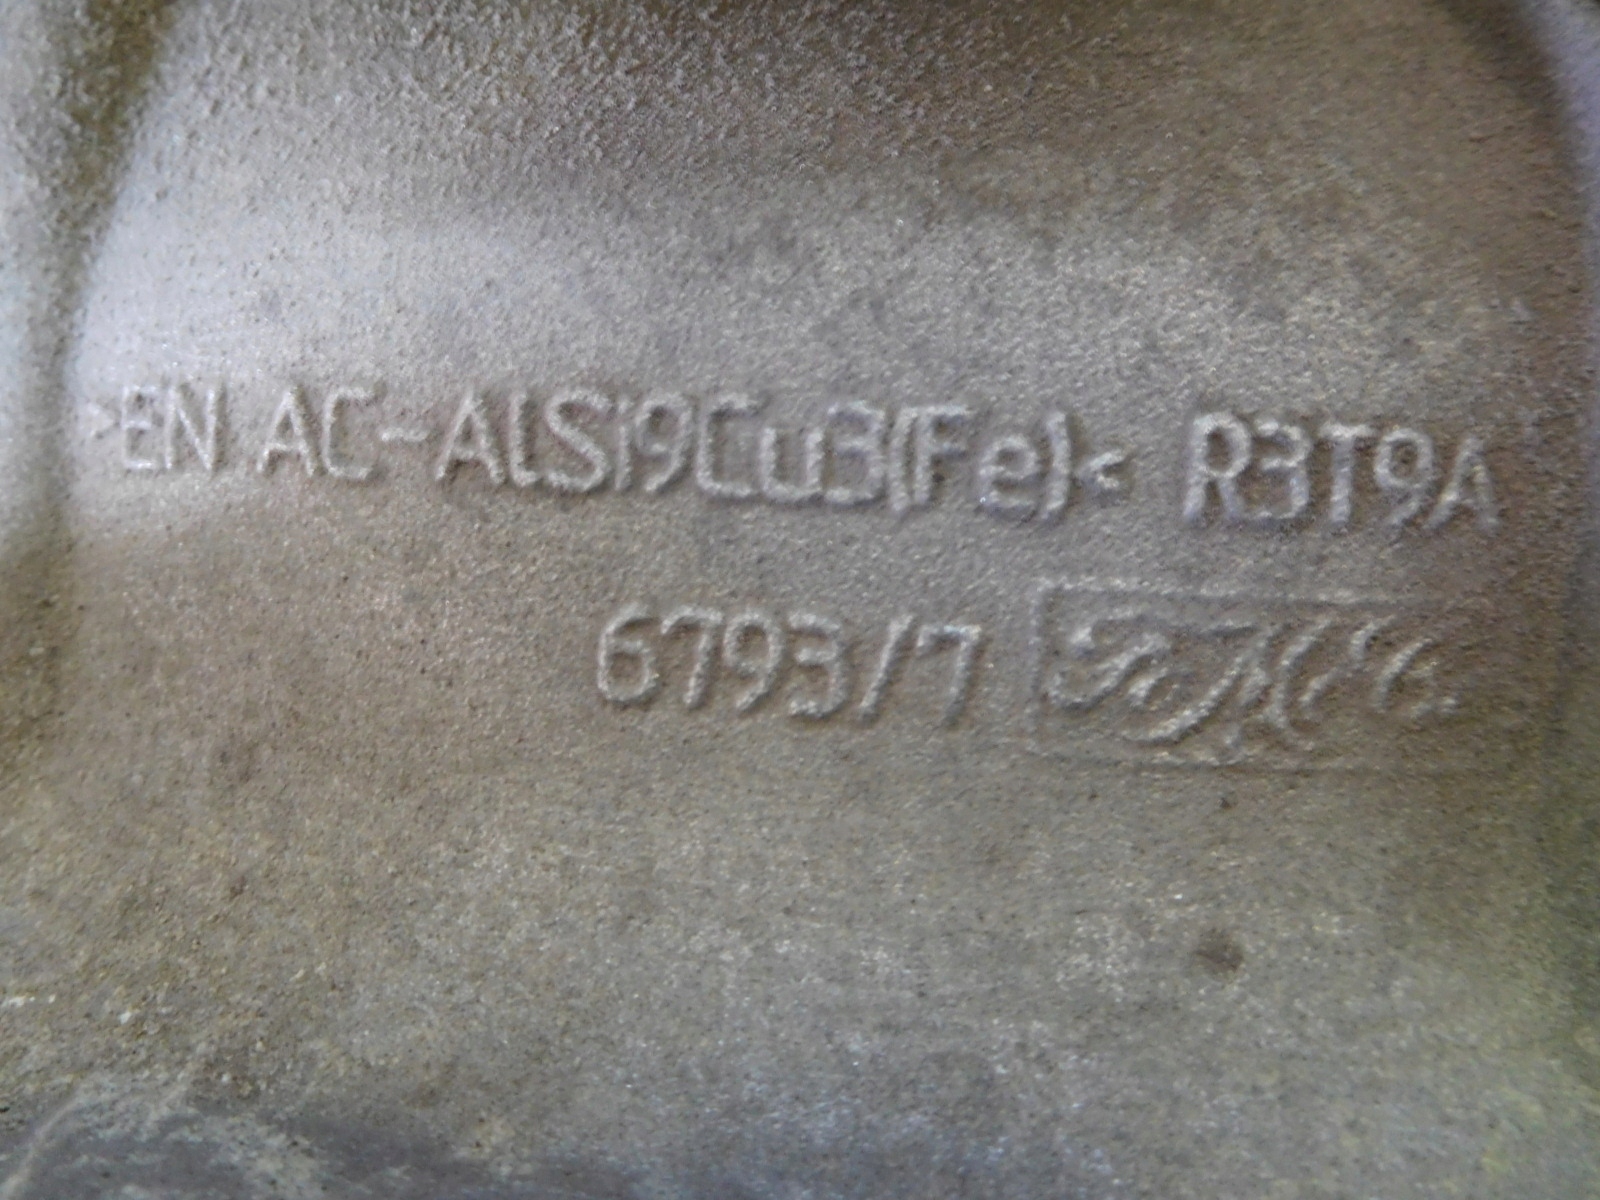 >EN AC-AlSi9Cu3(Fe)< R3T9A
6793/7